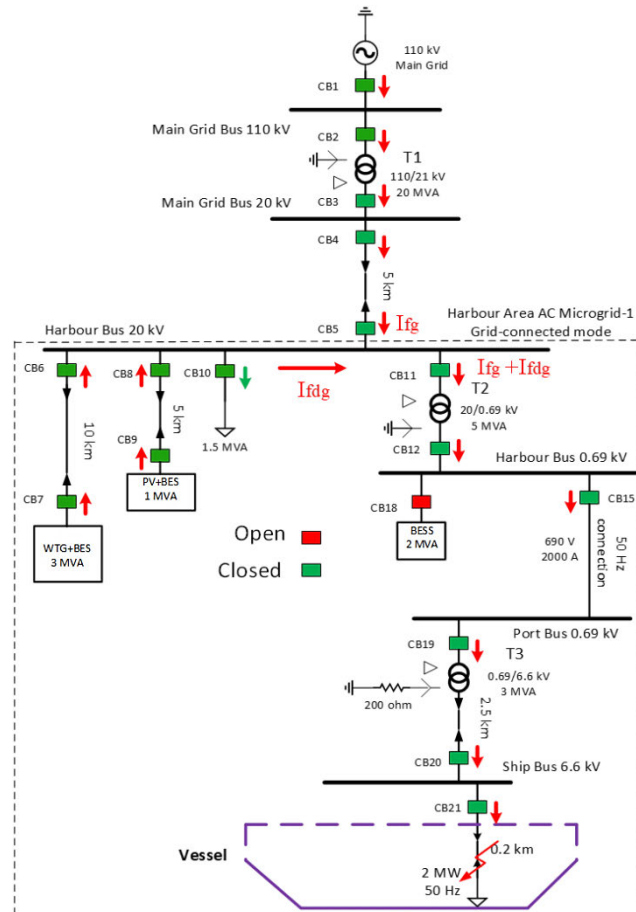 110 kV
Main Grid
CB1
Main Grid Bus 110 kV
CB2
T1
110/21 kV
20 MVA
CB3
Main Grid Bus 20 kV
CB4
5 km
CB5
Ifg
Harbour Area AC Microgrid-1
Grid-connected mode
Harbour Bus 20 kV
CB6
CB8
CB10
Ifdg
CB11
Ifg +Ifdg
T2
20/0.69 kV
5 MVA
10 km
5 km
CB9
1.5 MVA
CB12
PV+BES
1 MVA
Harbour Bus 0.69 kV
CB7
CB18
CB15
WTG+BES
3 MVA
BESS
2 MVA
690 V
2000 A
50 Hz
connection
Open
Closed
Port Bus 0.69 kV
CB19
T3
0.69/6.6 kV
3 MVA
200 ohm
2.5 km
CB20
Ship Bus 6.6 kV
CB21
Vessel
0.2 km
2 MW
50 Hz